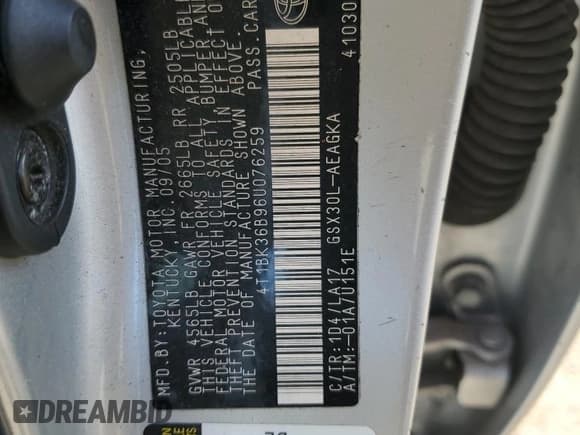 MFD. BY: TOYOTA MOTOR MANUFACTURING,
KENTUCKY, INC. 09/05
GVWR 4565LB GAWR FR 2665LB RR 2505LB
THIS VEHICLE CONFORMS TO ALL APPLICABLE
FEDERAL MOTOR VEHICLE SAFETY BUMPER, AND
THEFT PREVENTION STANDARDS IN EFFECT ON
THE DATE OF MANUFACTURE SHOWN ABOVE.
4T1BK36B96U076259 PASS. CAR
C/TR: 1D4/LA17 GSX30L-AEAGKA
A/TM: -01A/U151E 41030
DREAMBID